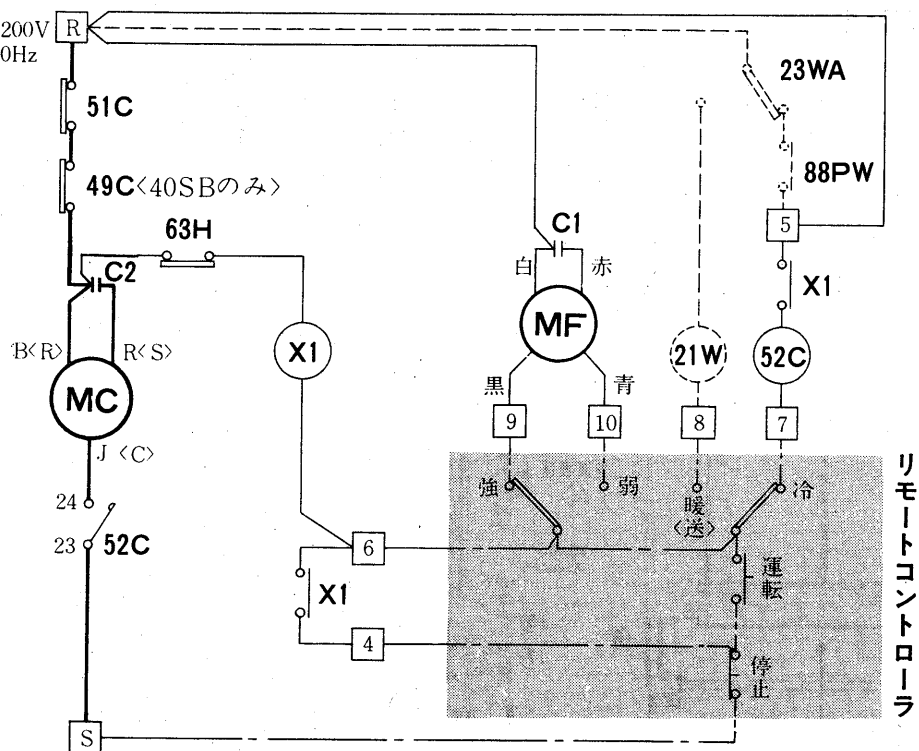 200V
0Hz
R
51C
49C<40SBのみ>
63H
C2
B<R>
R<S>
MC
J <C>
24
23
52C
S
X1
6
X1
4
C1
白
赤
MF
黒
青
9
10
23WA
88PW
5
X1
21W
52C
8
7
強
弱
暖
<送>
冷
運転
停止
リモートコントローラ